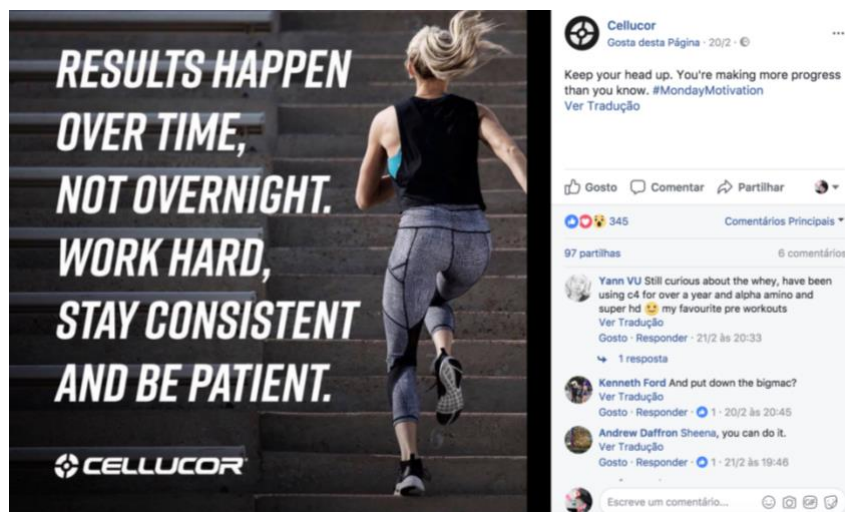 RESULTS HAPPEN
OVER TIME,
NOT OVERNIGHT.
WORK HARD,
STAY CONSISTENT
AND BE PATIENT.
CELLUCOR
Cellucor
Gosta desta Página · 20/2 ·
Keep your head up. You're making more progress
than you know. #MondayMotivation
Ver Tradução
Gosto Comentar Partilhar
345 Comentários Principais
97 partilhas 6 comentários
Yann VU Still curious about the whey, have been
using c4 for over a year and alpha amino and
super hd 😉 my favourite pre workouts
Ver Tradução
Gosto · Responder · 21/2 às 20:33
1 resposta
Kenneth Ford And put down the bigmac?
Ver Tradução
Gosto · Responder · 1 · 20/2 às 20:45
Andrew Daffron Sheena, you can do it.
Ver Tradução
Gosto · Responder · 1 · 21/2 às 19:46
Escreve um comentário... GIF